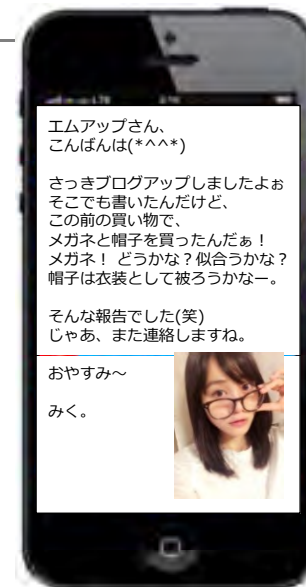 エムアップさん、
こんばんは(*^^*)
さっきブログアップしましたよぉ
そこでも書いたんだけど、
この前の買い物で、
メガネと帽子を買ったんだぁ！
メガネ！ どうかな？似合うかな？
帽子は衣装として被ろうかなー。
そんな報告でした(笑)
じゃあ、また連絡しますね。
おやすみ～
みく。